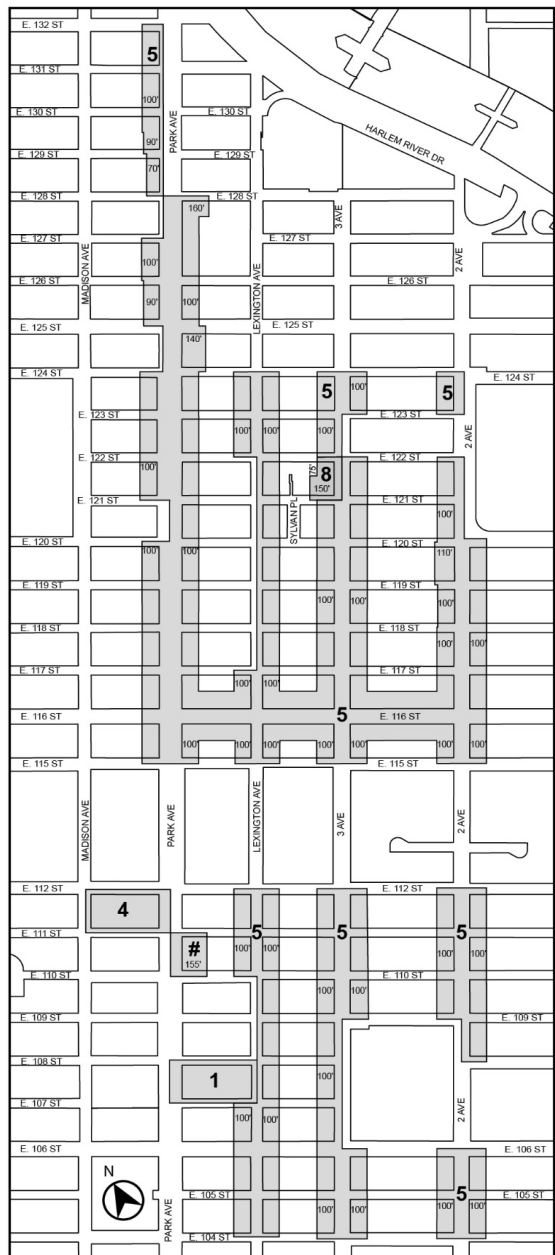 E. 132 ST
5
E. 131 ST
100'
PARK AVE
E. 130 ST
E. 130 ST
90'
HARLEM RIVER DR
E. 129 ST
E. 129 ST
70'
E. 128 ST
E. 128 ST
160'
3 AVE
E. 127 ST
E. 127 ST
MADISON AVE
100'
LEXINGTON AVE
2 AVE
E. 126 ST
E. 126 ST
90'
100'
E. 125 ST
E. 125 ST
140'
E. 124 ST
E. 124 ST
5
100'
5
E. 123 ST
E. 123 ST
100'
100'
100'
2 AVE
E. 122 ST
E. 122 ST
100'
75'
8
150'
E. 121 ST
E. 121 ST
SYLVAN PL
100'
E. 120 ST
E. 120 ST
100'
100'
110'
E. 119 ST
E. 119 ST
100'
100'
100'
E. 118 ST
E. 118 ST
100'
100'
E. 117 ST
E. 117 ST
100'
100'
E. 116 ST
5
E. 116 ST
100'
100'
100'
100'
100'
100'
100'
E. 115 ST
E. 115 ST
MADISON AVE
PARK AVE
LEXINGTON AVE
3 AVE
2 AVE
E. 112 ST
E. 112 ST
4
5
5
5
E. 111 ST
#
155'
100'
100'
100'
100'
E. 110 ST
E. 110 ST
100'
100'
100'
E. 109 ST
E. 109 ST
E. 108 ST
1
100'
E. 107 ST
100'
100'
2 AVE
E. 106 ST
E. 106 ST
N
5
E. 105 ST
E. 105 ST
PARK AVE
100'
100'
100'
100'
100'
100'
E. 104 ST